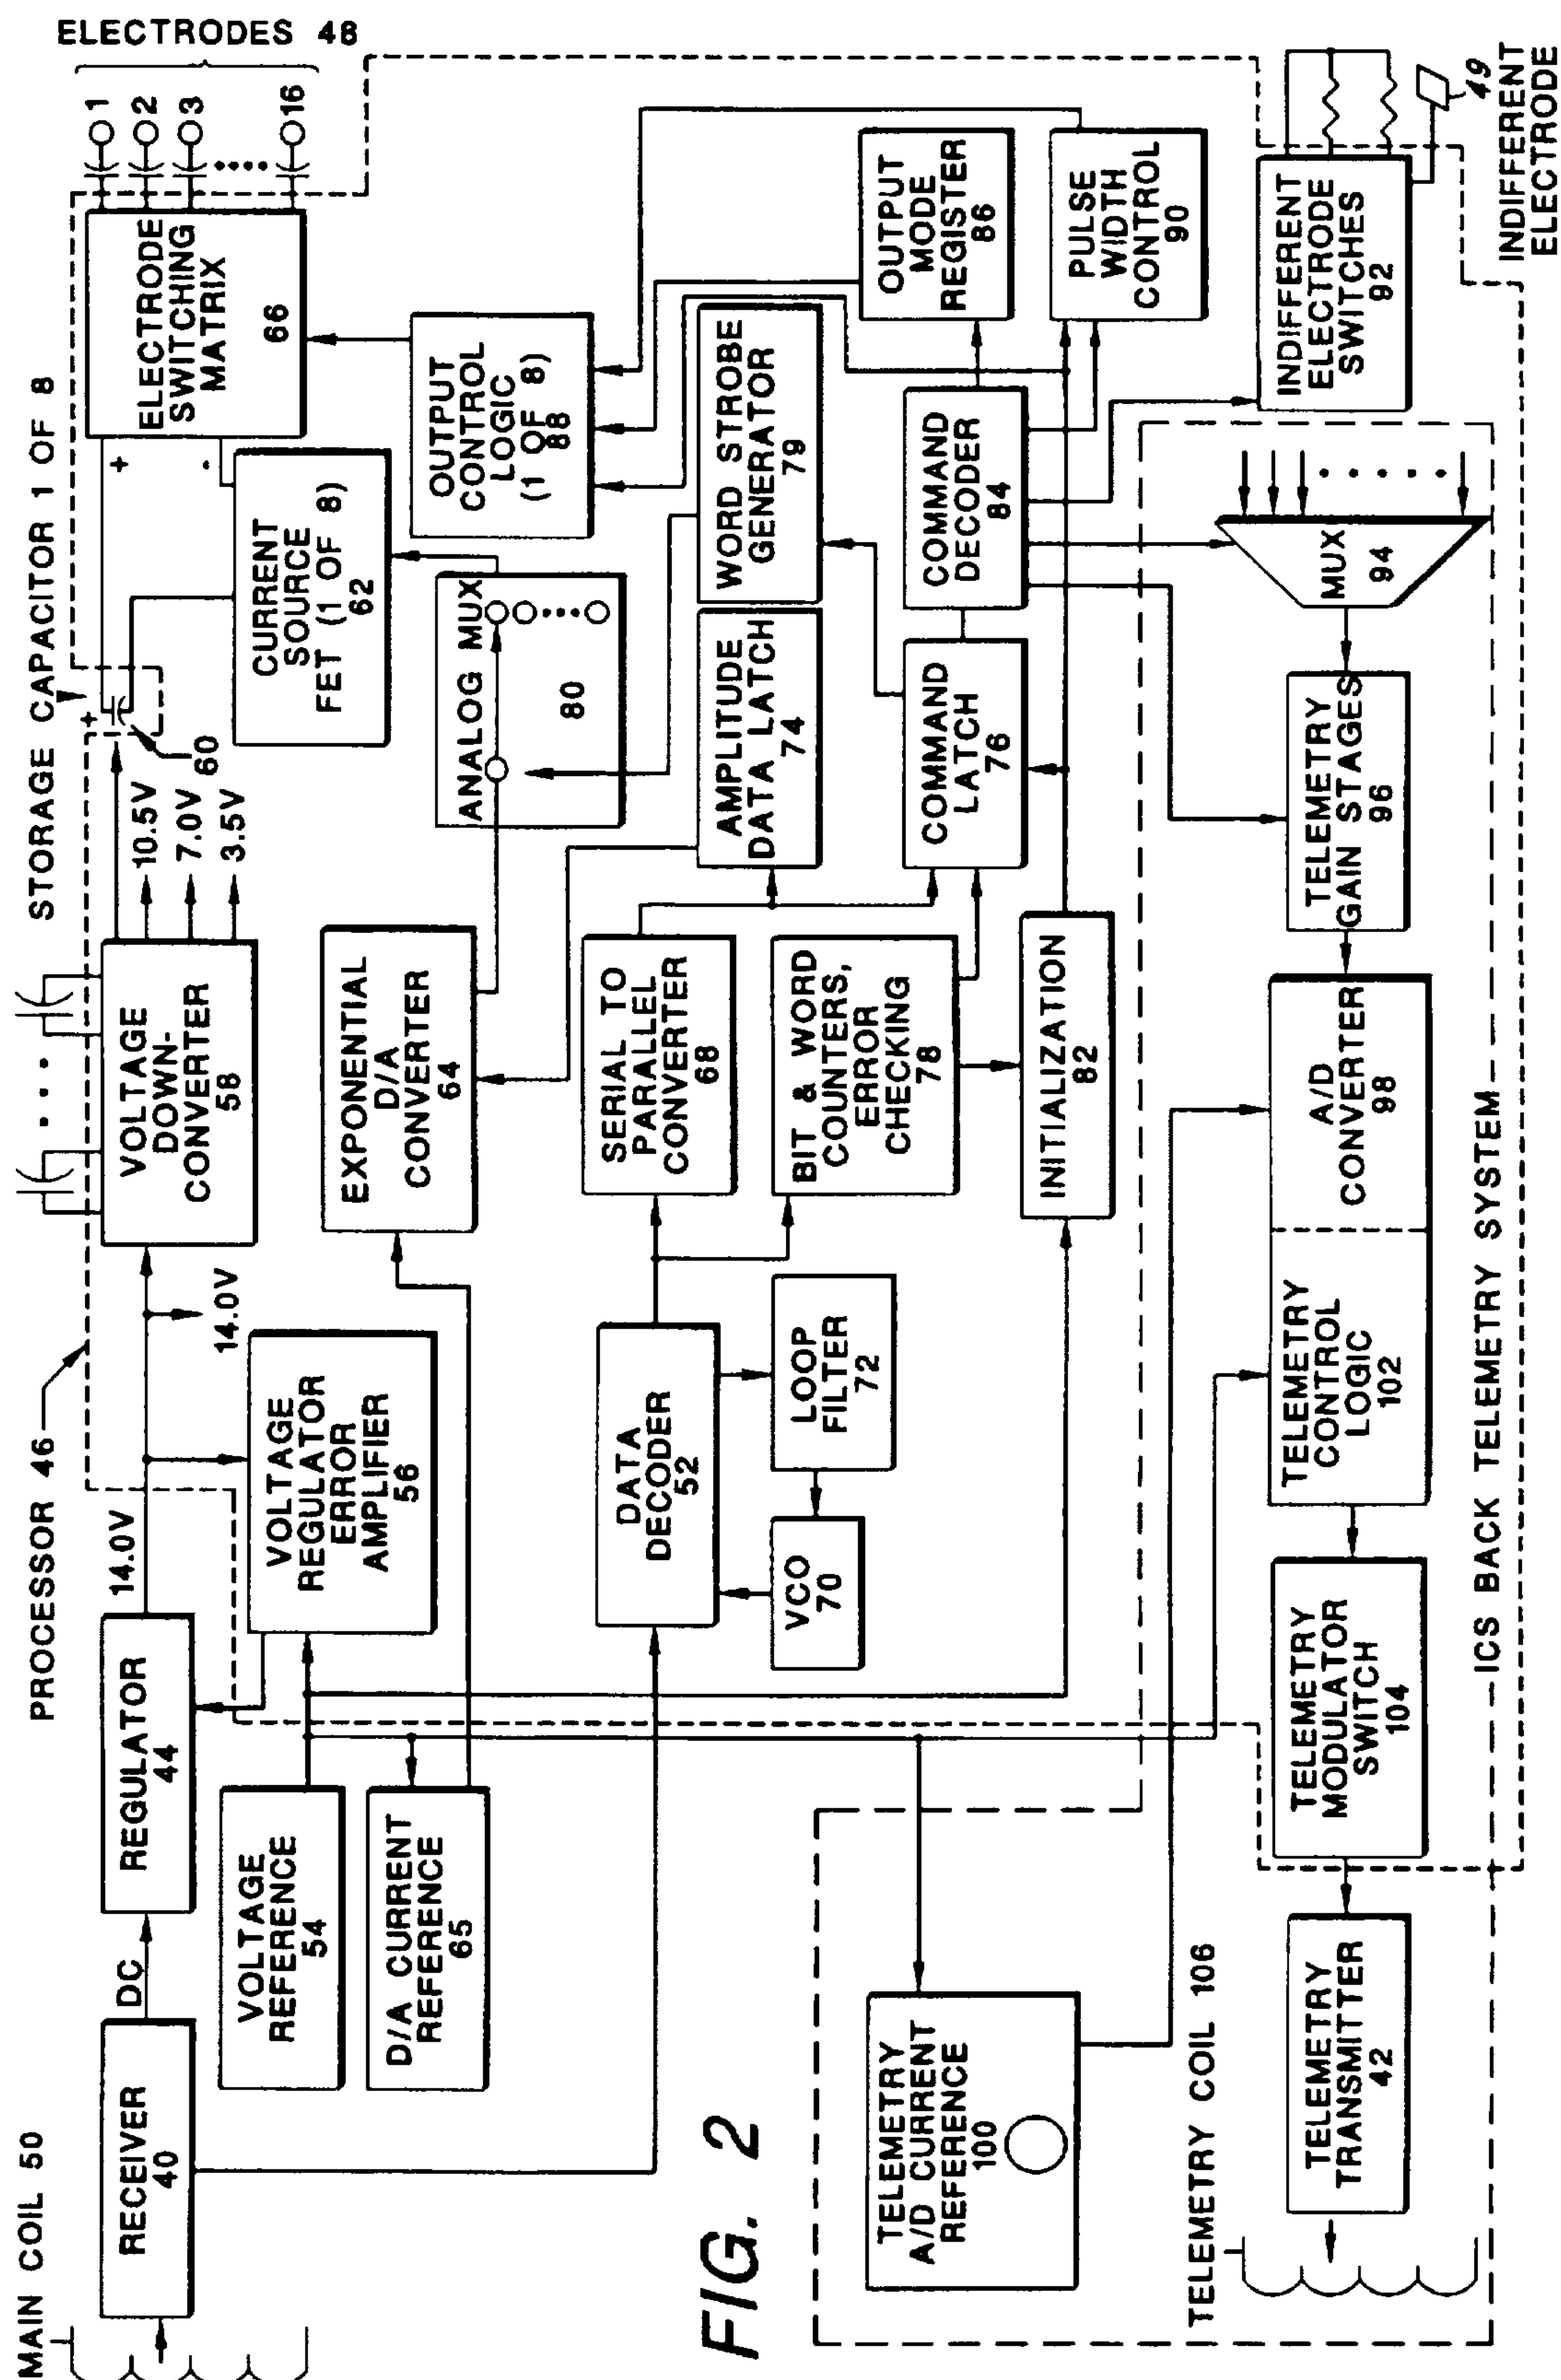 MAIN COIL 50
RECEIVER
40
DC
REGULATOR
44
14.0V
PROCESSOR 46
14.0V
VOLTAGE
DOWN-
CONVERTER
58
10.5V
7.0V
3.5V
STORAGE CAPACITOR 1 OF 8
+
60
+
-
ELECTRODE
SWITCHING
MATRIX
66
ELECTRODES 48
1
2
3
16
VOLTAGE
REFERENCE
54
D/A CURRENT
REFERENCE
65
VOLTAGE
REGULATOR
ERROR
AMPLIFIER
56
EXPONENTIAL
D/A
CONVERTER
64
CURRENT
SOURCE
FET (1 OF 8)
62
ANALOG MUX
80
OUTPUT
CONTROL
LOGIC
(1 OF 8)
88
DATA
DECODER
52
LOOP
FILTER
72
VCO
70
SERIAL TO
PARALLEL
CONVERTER
68
BIT & WORD
COUNTERS,
ERROR
CHECKING
78
INITIALIZATION
82
AMPLITUDE
DATA LATCH
74
WORD STROBE
GENERATOR
79
COMMAND
LATCH
76
COMMAND
DECODER
84
OUTPUT
MODE
REGISTER
86
PULSE
WIDTH
CONTROL
90
INDIFFERENT
ELECTRODE
SWITCHES
92
49
INDIFFERENT
ELECTRODE
FIG. 2
TELEMETRY
A/D CURRENT
REFERENCE
100
TELEMETRY COIL 106
TELEMETRY
TRANSMITTER
42
TELEMETRY
MODULATOR
SWITCH
104
TELEMETRY
CONTROL
LOGIC
102
A/D
CONVERTER
98
TELEMETRY
GAIN STAGES
96
MUX
94
ICS BACK TELEMETRY SYSTEM